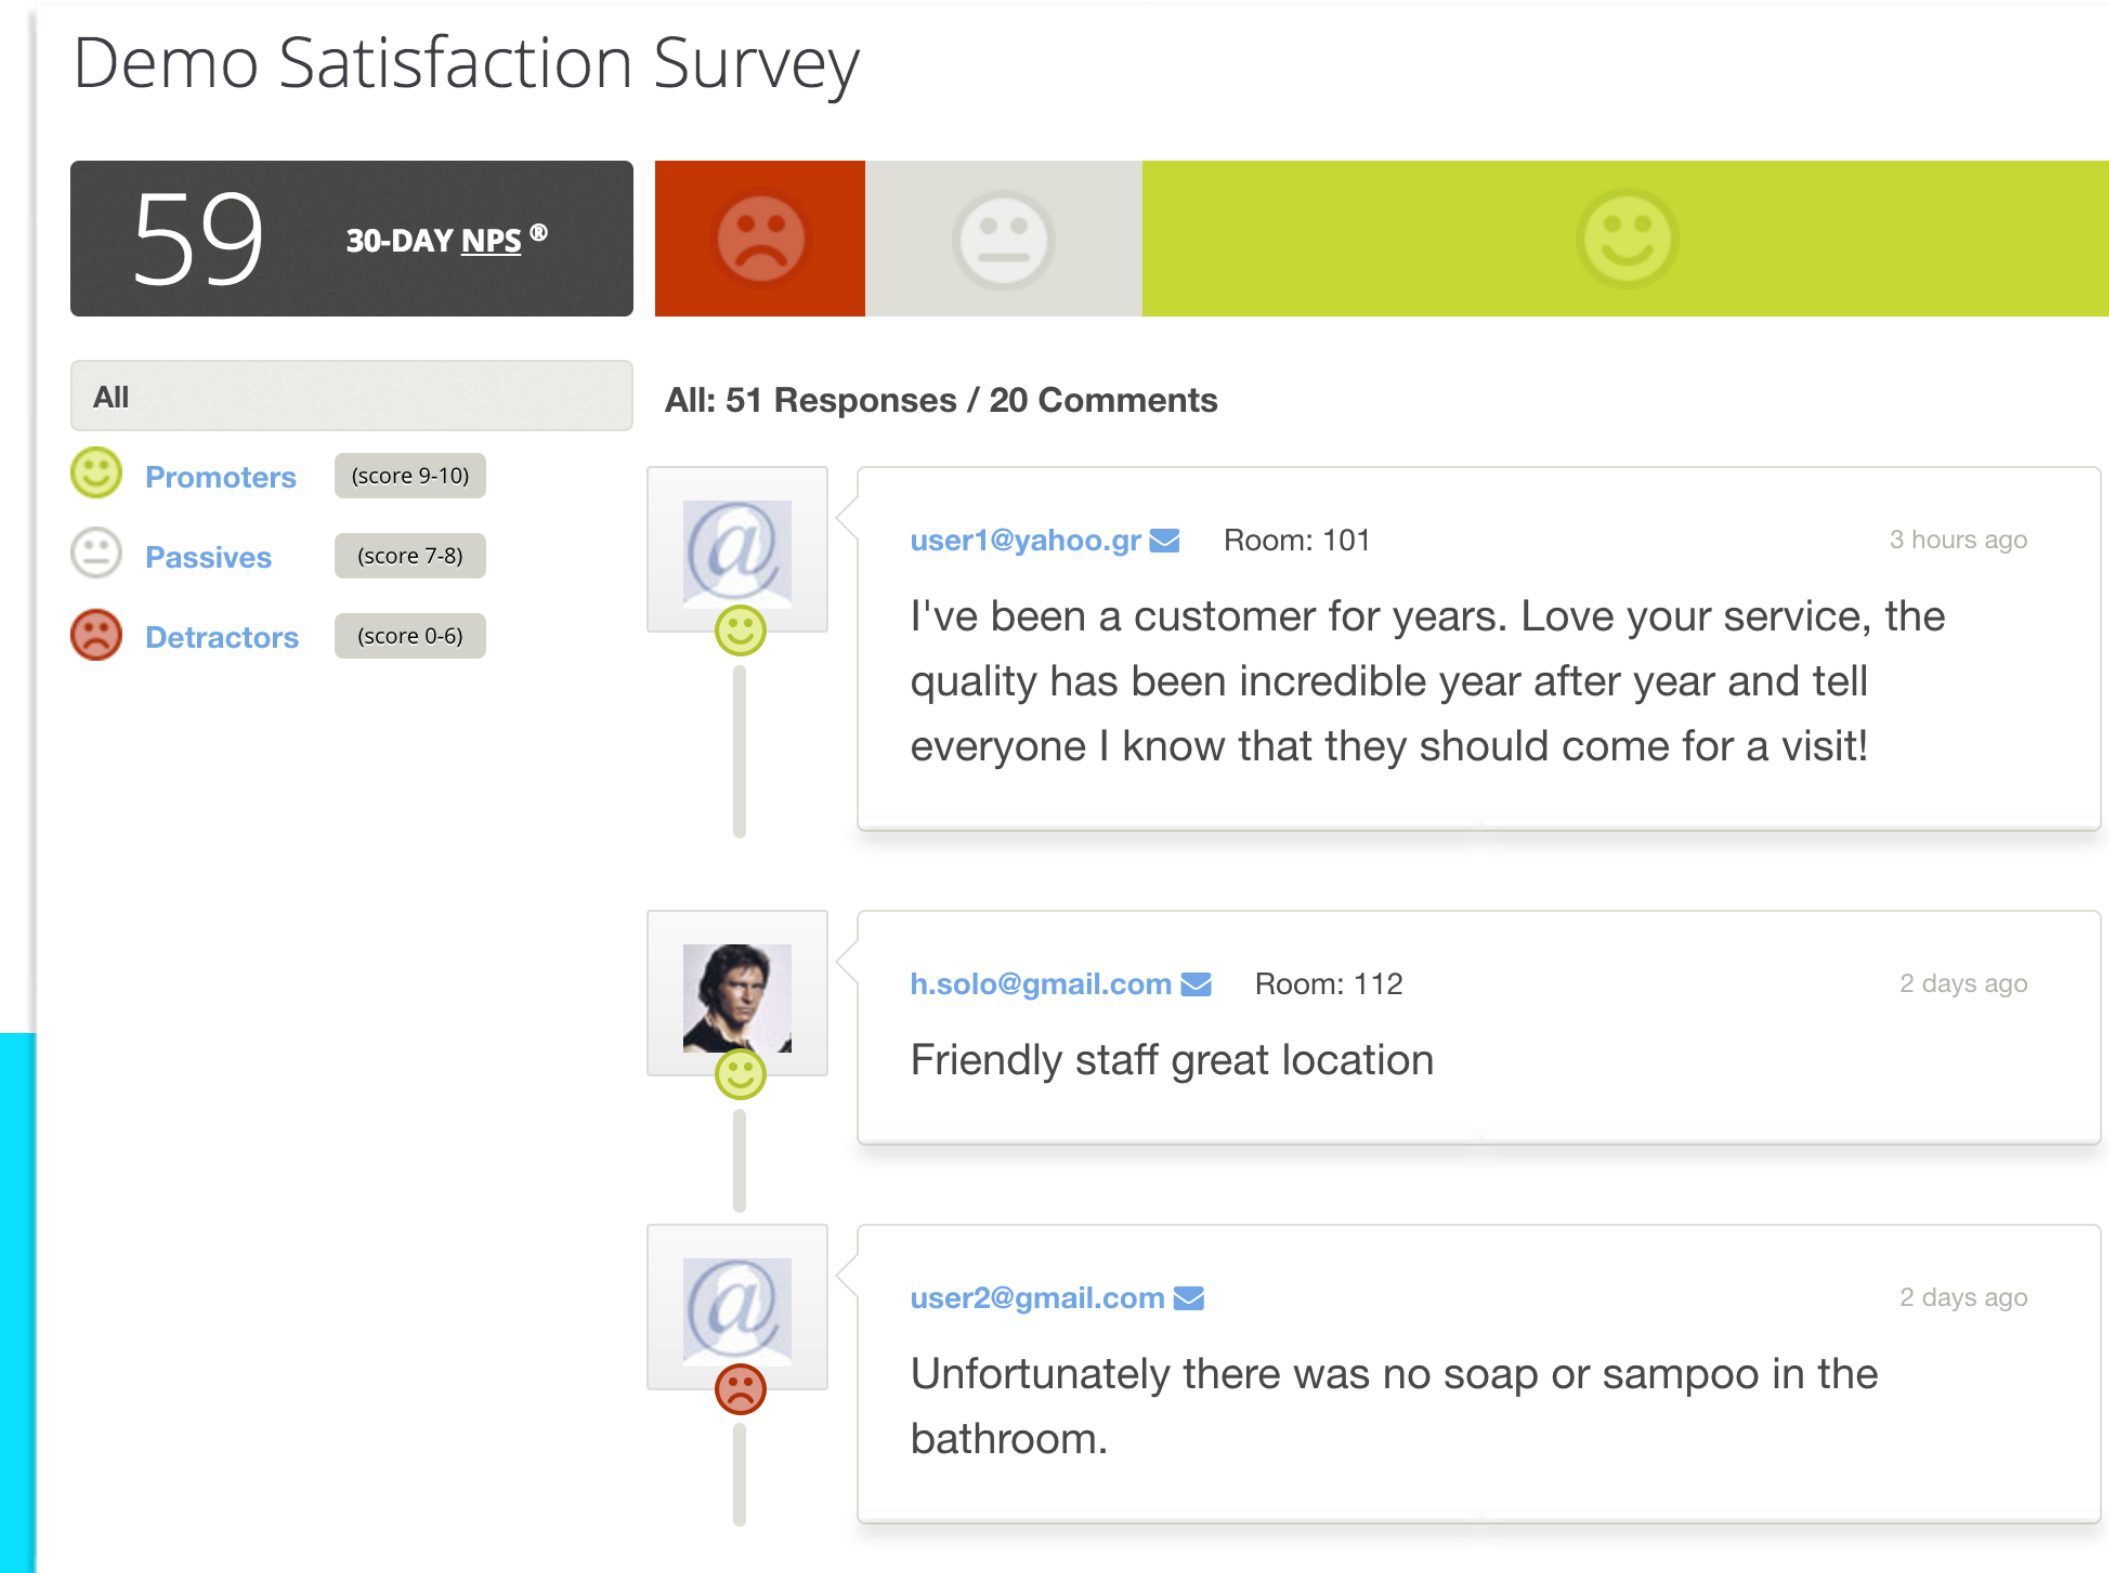 Demo Satisfaction Survey
59 30-DAY NPS ®
All
Promoters (score 9-10)
Passives (score 7-8)
Detractors (score 0-6)
All: 51 Responses / 20 Comments
user1@yahoo.gr Room: 101 3 hours ago
I've been a customer for years. Love your service, the
quality has been incredible year after year and tell
everyone I know that they should come for a visit!
h.solo@gmail.com Room: 112 2 days ago
Friendly staff great location
user2@gmail.com 2 days ago
Unfortunately there was no soap or sampoo in the
bathroom.